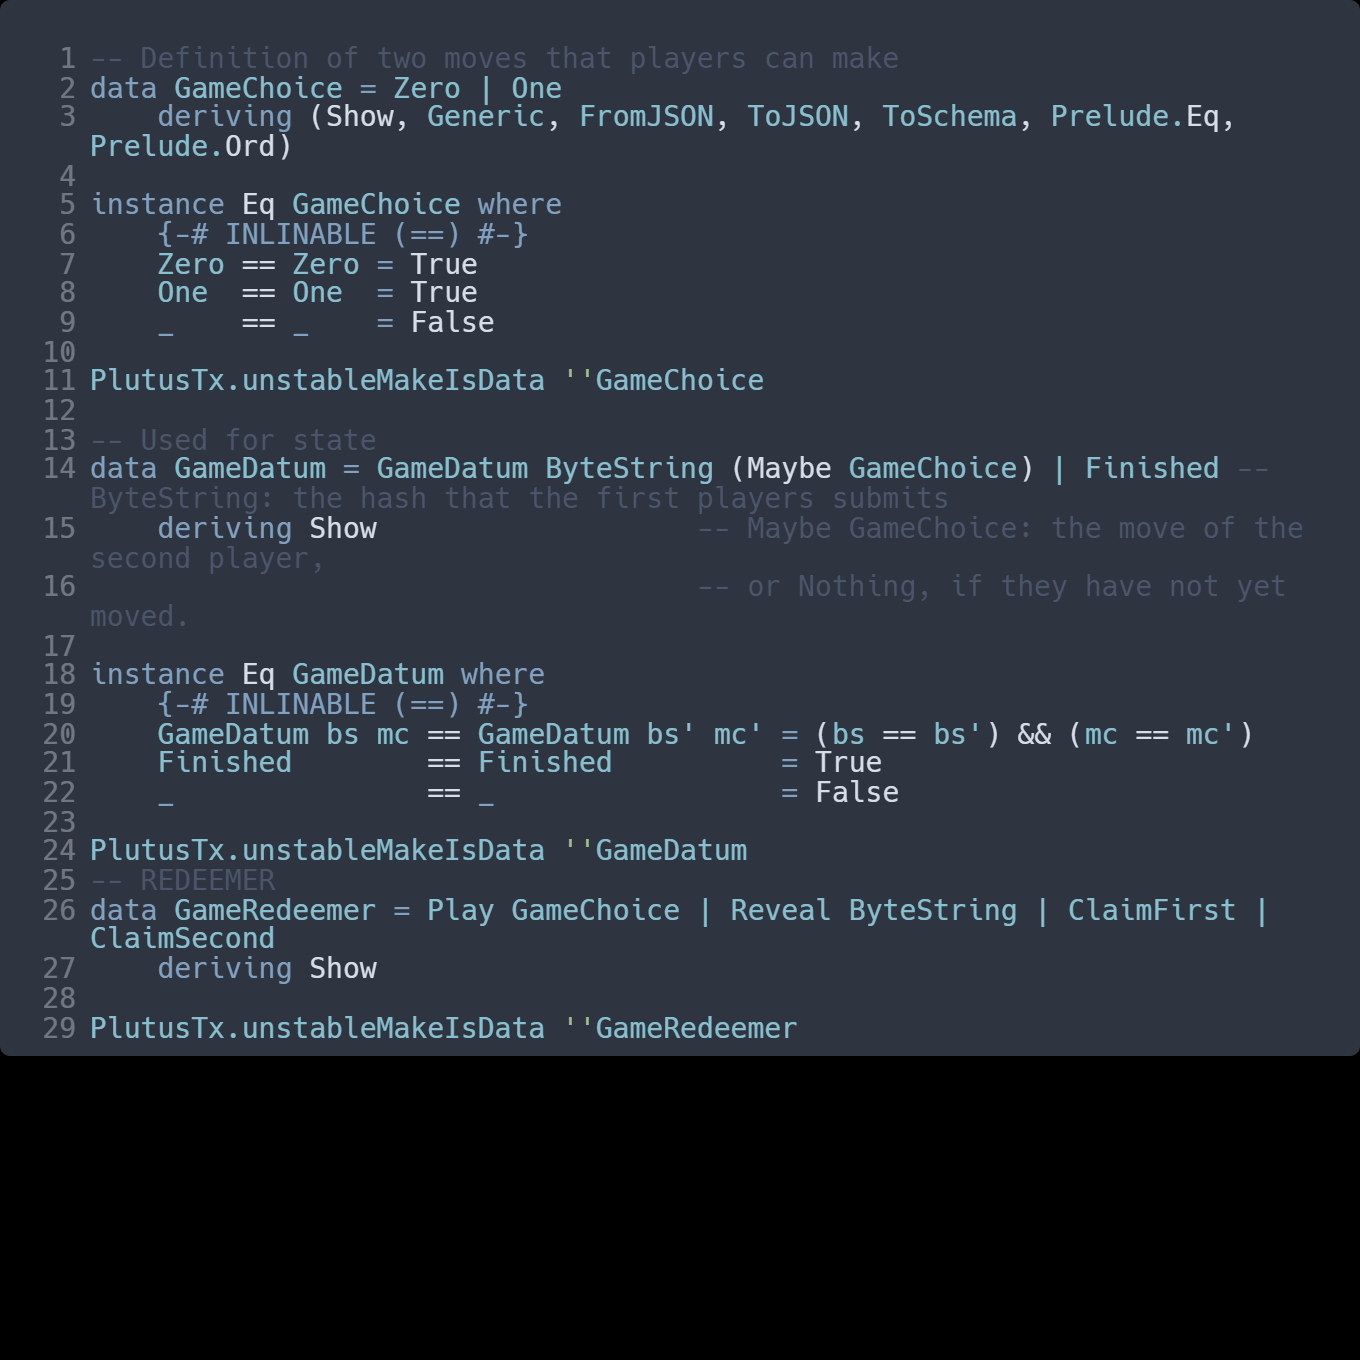 1 -- Definition of two moves that players can make
2 data GameChoice = Zero | One
3     deriving (Show, Generic, FromJSON, ToJSON, ToSchema, Prelude.Eq,
Prelude.Ord)
4
5 instance Eq GameChoice where
6     {-# INLINABLE (==) #-}
7     Zero == Zero = True
8     One  == One  = True
9     _    == _    = False
10
11 PlutusTx.unstableMakeIsData ''GameChoice
12
13 -- Used for state
14 data GameDatum = GameDatum ByteString (Maybe GameChoice) | Finished --
ByteString: the hash that the first players submits
15     deriving Show                   -- Maybe GameChoice: the move of the
second player,
16                                     -- or Nothing, if they have not yet
moved.
17
18 instance Eq GameDatum where
19     {-# INLINABLE (==) #-}
20     GameDatum bs mc == GameDatum bs' mc' = (bs == bs') && (mc == mc')
21     Finished        == Finished          = True
22     _               == _                 = False
23
24 PlutusTx.unstableMakeIsData ''GameDatum
25 -- REDEEMER
26 data GameRedeemer = Play GameChoice | Reveal ByteString | ClaimFirst |
ClaimSecond
27     deriving Show
28
29 PlutusTx.unstableMakeIsData ''GameRedeemer